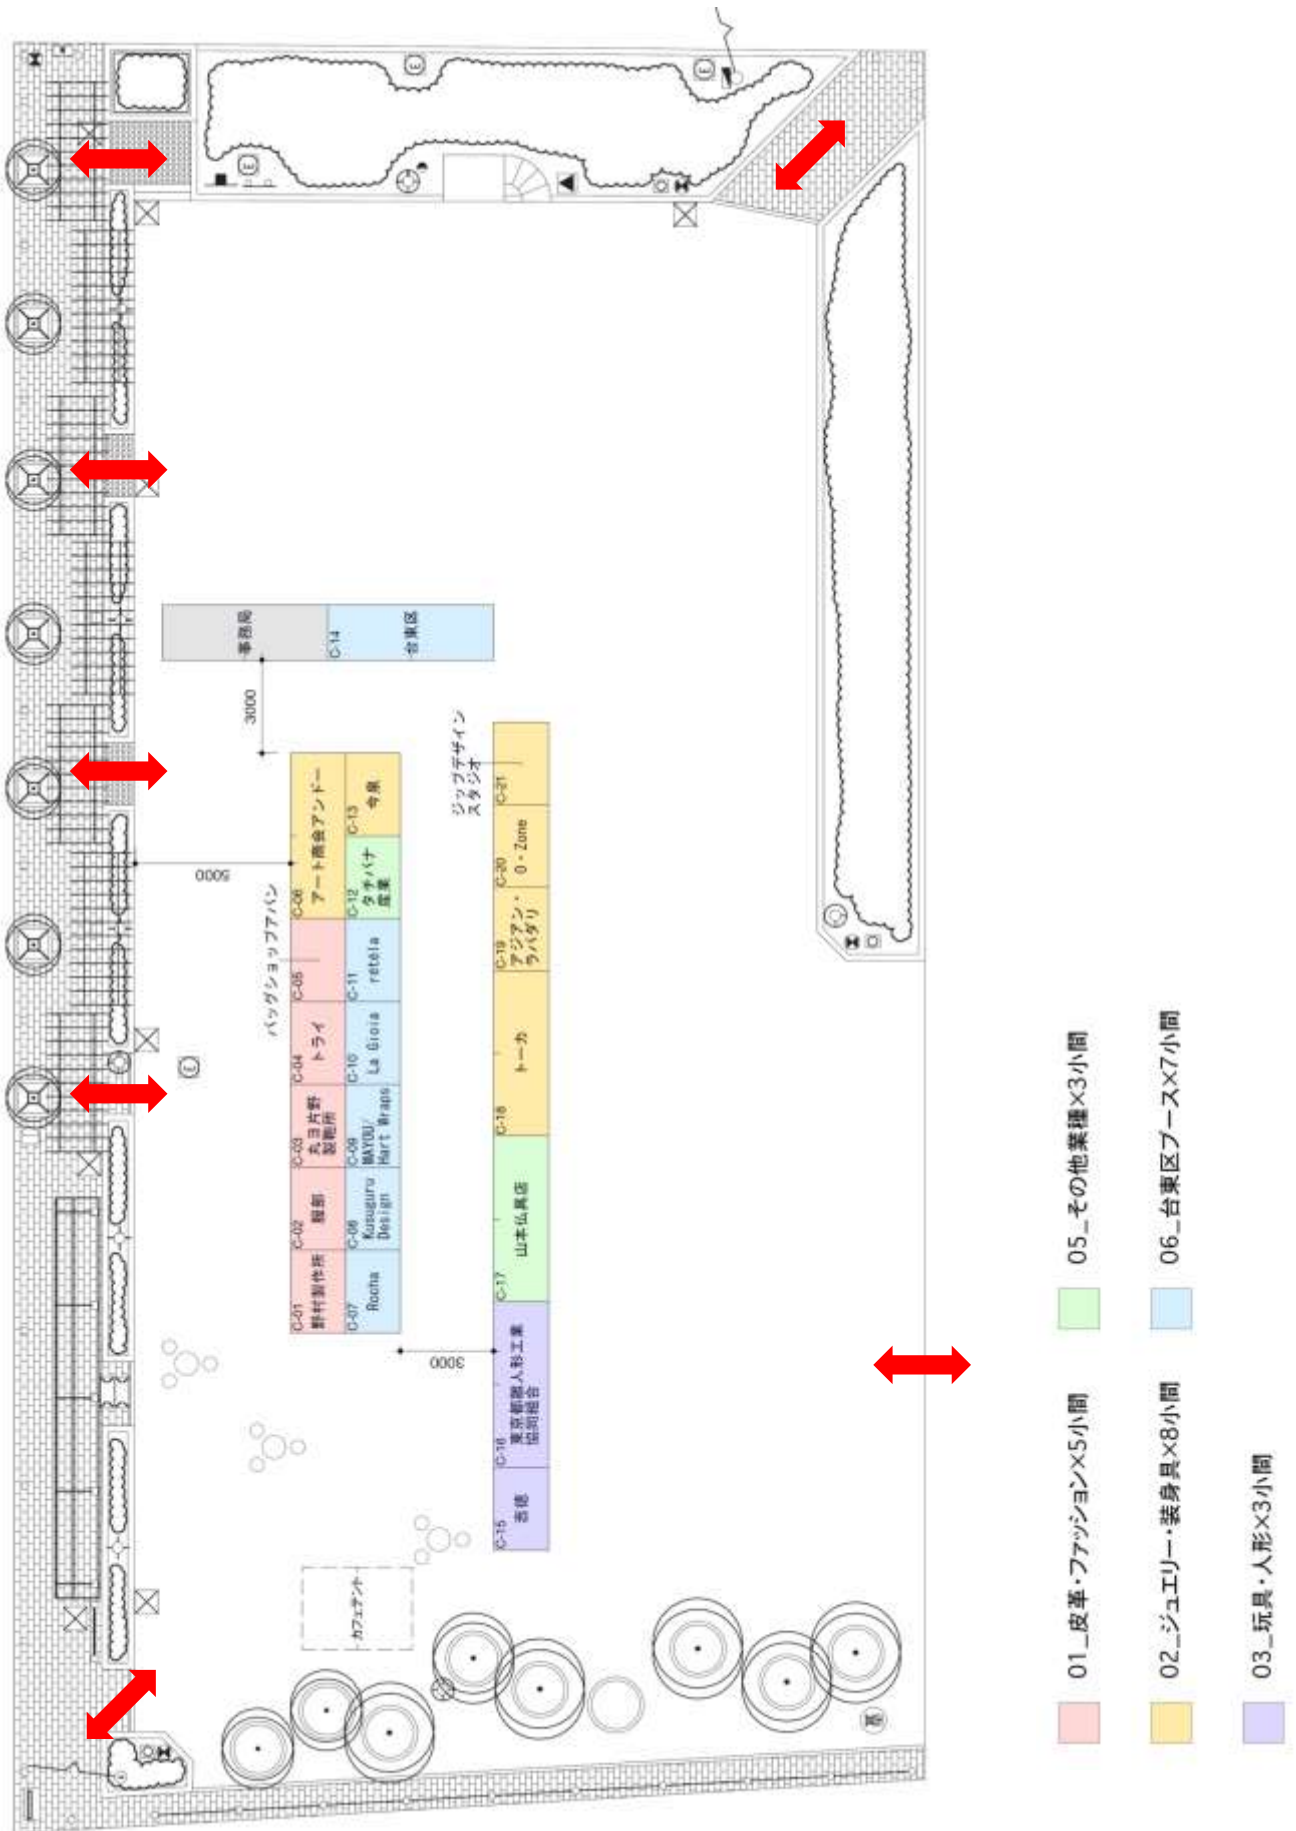 事務局
C-14
台東区
3000
5000
バッグショップアバン
ジップデザイン
スタジオ
C-01
野村製作所
C-02
服部
C-03
丸ヨ片野
製鞄所
C-04
トライ
C-05
C-06
アート商会アンドー
C-07
Rocha
C-08
Kusuguru
Design
C-09
MAYOU/
Hart Wraps
C-10
La Gioia
C-11
rétéla
C-12
タチバナ
産業
C-13
今泉
3000
C-15
吉徳
C-16
東京都雛人形工業
協同組合
C-17
山本仏具店
C-18
トーカ
C-19
アジアン・
ラバダリ
C-20
O・Zone
C-21
カフェテント
01_皮革・ファッション×5小間
02_ジュエリー・装身具×8小間
03_玩具・人形×3小間
05_その他業種×3小間
06_台東区ブース×7小間